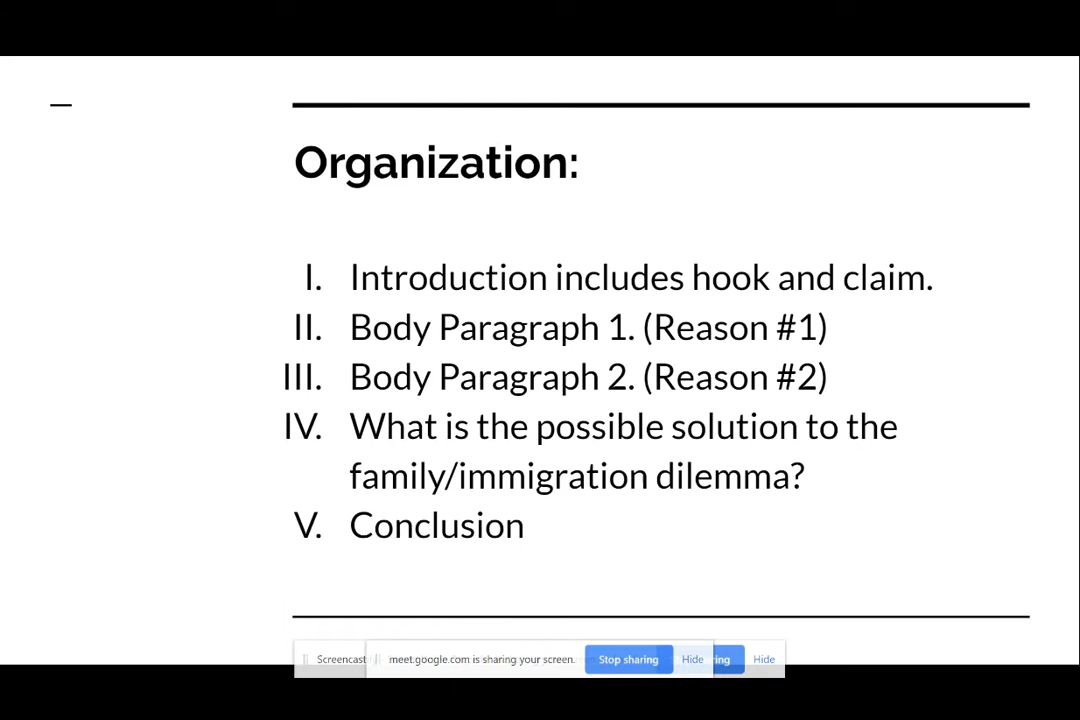 Organization:
I. Introduction includes hook and claim.
II. Body Paragraph 1. (Reason #1)
III. Body Paragraph 2. (Reason #2)
IV. What is the possible solution to the
family/immigration dilemma?
V. Conclusion
Screencast meet.google.com is sharing your screen. Stop sharing Hide Hide